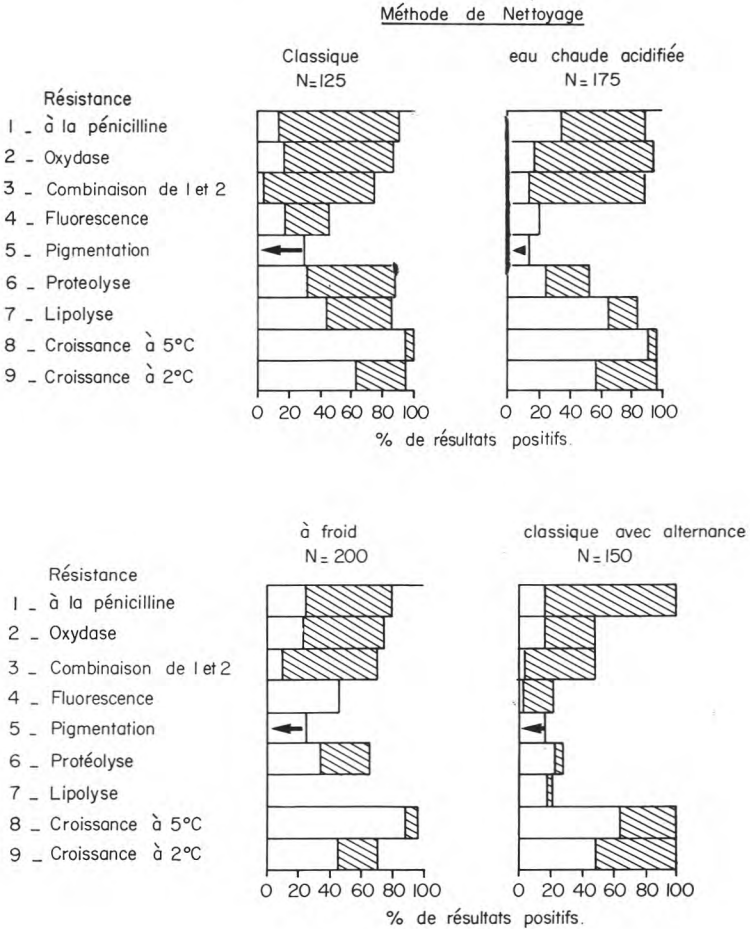 Méthode de Nettoyage
Classique
N=125
eau chaude acidifiée
N=175
Résistance
1 _ à la pénicilline
2 _ Oxydase
3 _ Combinaison de 1 et 2
4 _ Fluorescence
5 _ Pigmentation
6 _ Proteolyse
7 _ Lipolyse
8 _ Croissance à 5°C
9 _ Croissance à 2°C
0 20 40 60 80 100
0 20 40 60 80 100
% de résultats positifs.
à froid
N=200
classique avec alternance
N=150
Résistance
1 _ à la pénicilline
2 _ Oxydase
3 _ Combinaison de 1 et 2
4 _ Fluorescence
5 _ Pigmentation
6 _ Protéolyse
7 _ Lipolyse
8 _ Croissance à 5°C
9 _ Croissance à 2°C
0 20 40 60 80 100
0 20 40 60 80 100
% de résultats positifs.